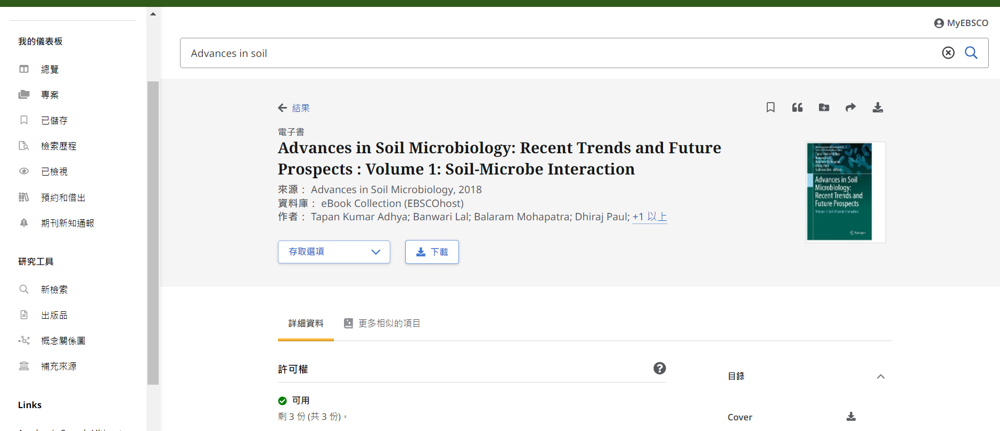 MyEBSCO
Advances in soil
我的儀表板
總覽
專案
已儲存
檢索歷程
已檢視
預約和借出
期刊新知通報
研究工具
新檢索
出版品
概念關係圖
補充來源
Links
結果
電子書
Advances in Soil Microbiology: Recent Trends and Future
Prospects : Volume 1: Soil-Microbe Interaction
來源： Advances in Soil Microbiology, 2018
資料庫： eBook Collection (EBSCOhost)
作者： Tapan Kumar Adhya; Banwari Lal; Balaram Mohapatra; Dhiraj Paul; +1 以上
存取選項
下載
Advances in Soil
Microbiology:
Recent Trends and
Future Prospects
Volume 1: Soil-Microbe Interaction
Springer
詳細資料
更多相似的項目
許可權
可用
剩 3 份 (共 3 份)。
目錄
Cover